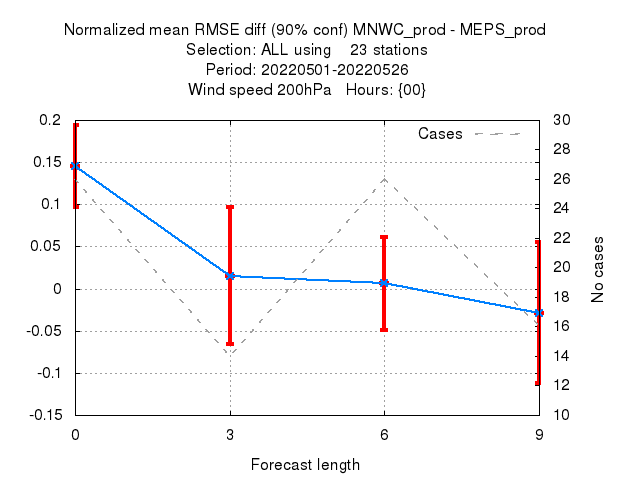 Normalized mean RMSE diff (90% conf) MNWC_prod - MEPS_prod
Selection: ALL using    23 stations
Period: 20220501-20220526
Wind speed 200hPa   Hours: {00}
Cases
0.2
0.15
0.1
0.05
0
-0.05
-0.1
-0.15
30
28
26
24
22
20
18
16
14
12
10
No cases
0 3 6 9
Forecast length